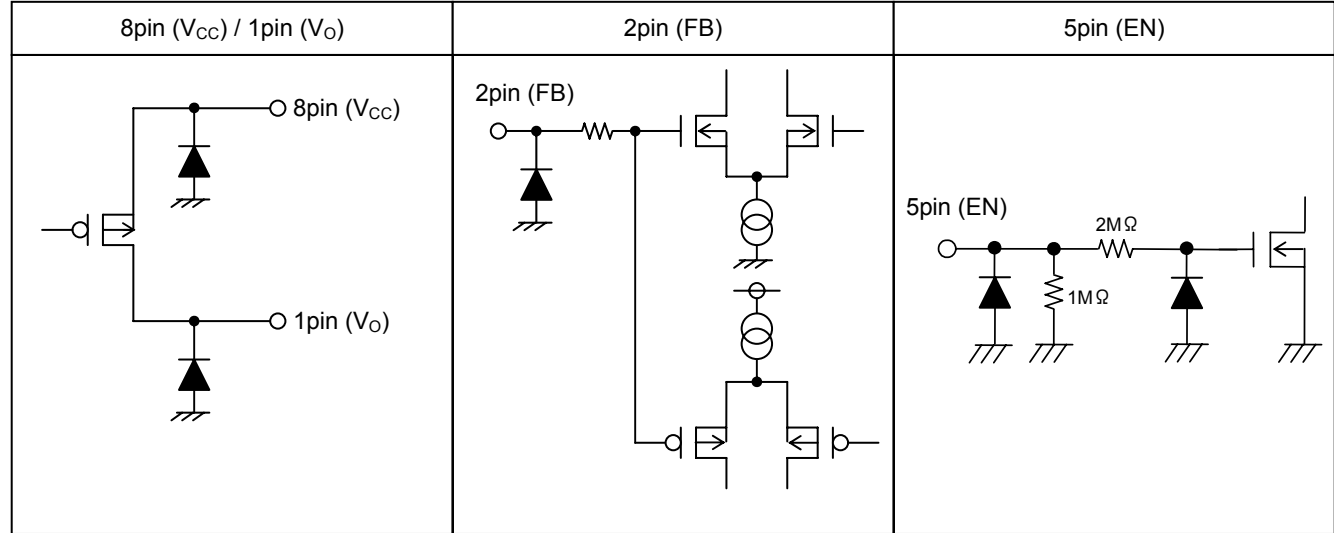 8pin (VCC) / 1pin (VO)
2pin (FB)
5pin (EN)
8pin (VCC)
1pin (VO)
2pin (FB)
5pin (EN)
2MΩ
1MΩ